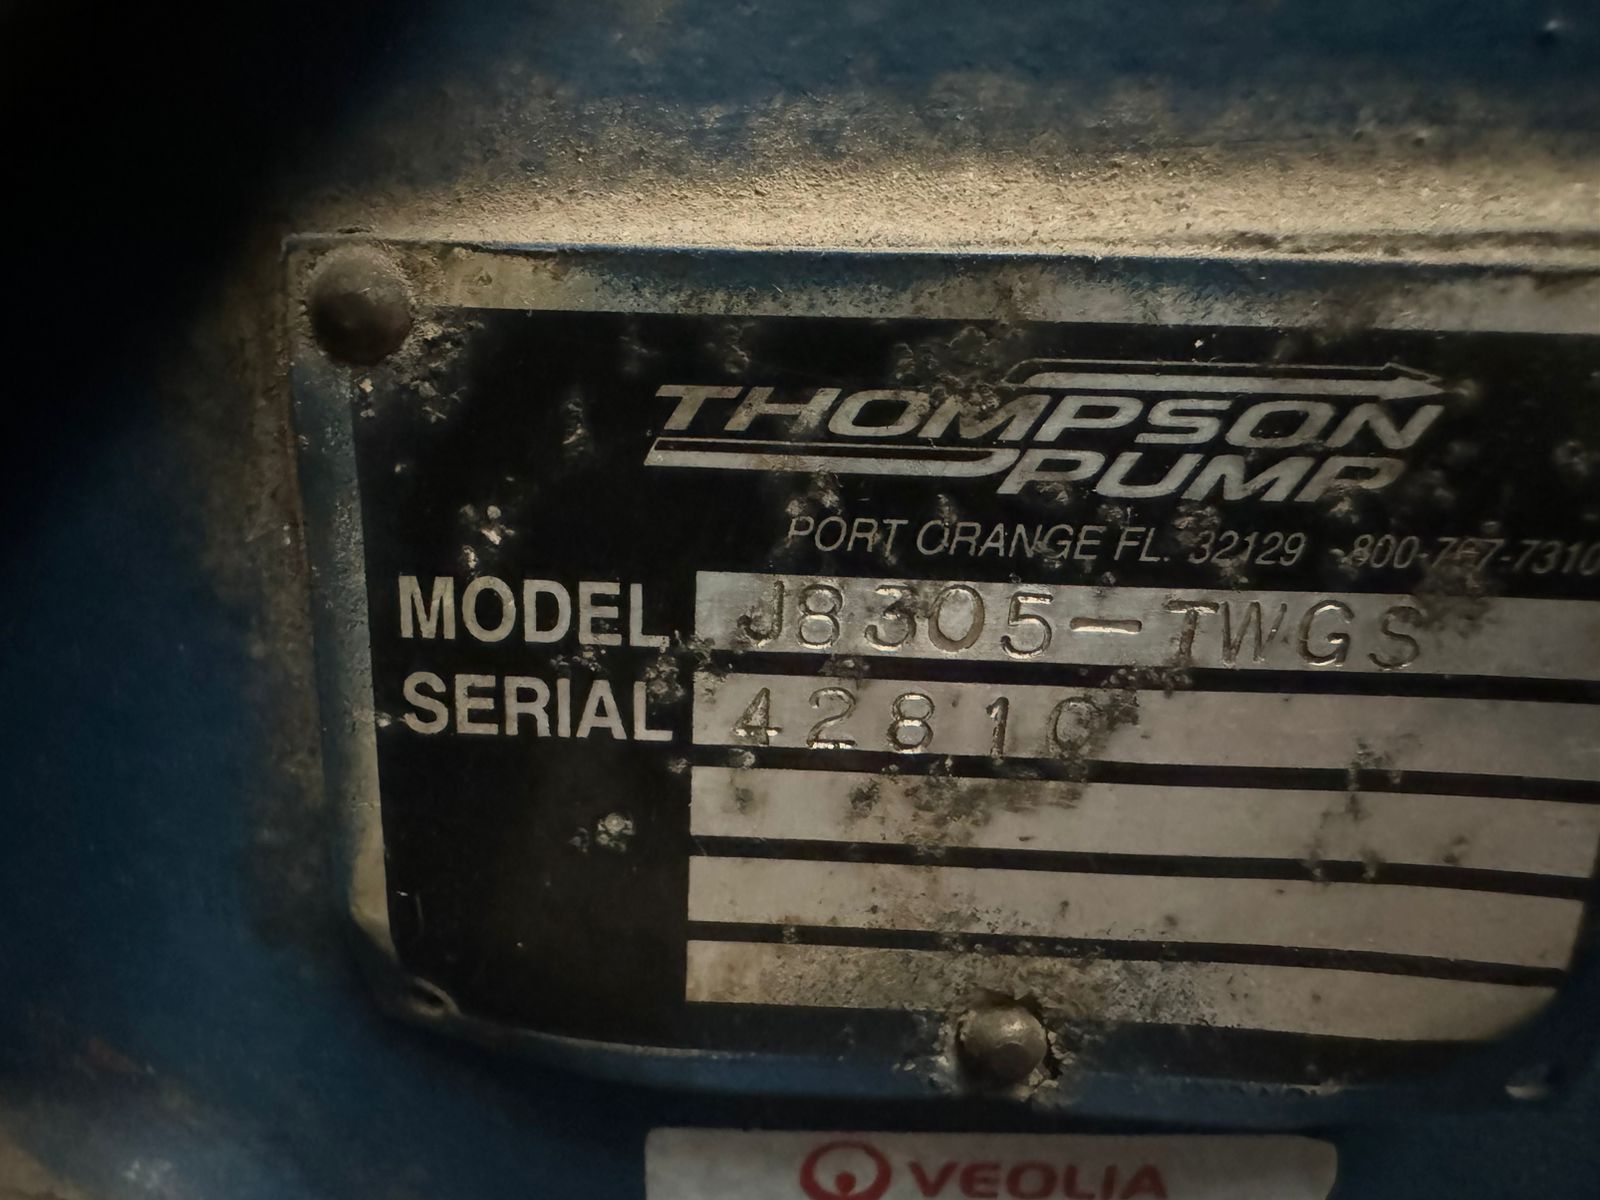 THOMPSON
PUMP
PORT ORANGE FL. 32129
MODEL J8305-TWGS
SERIAL
VEOLIA